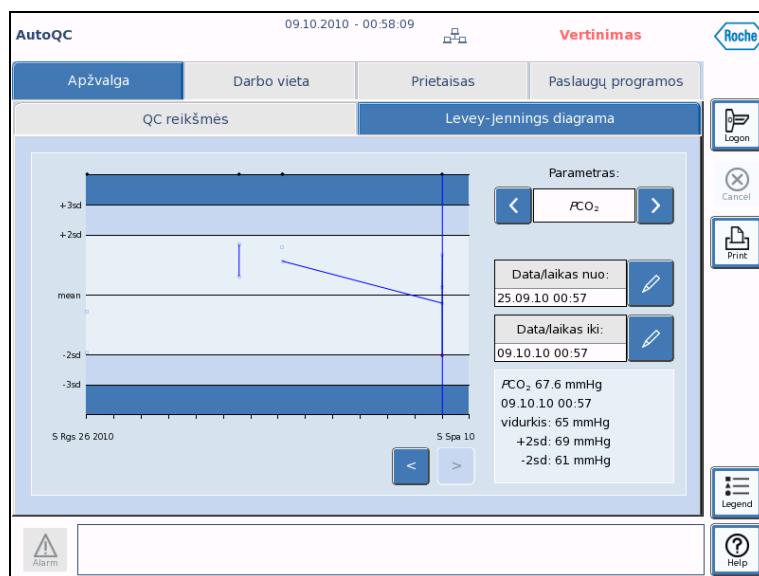 AutoQC
09.10.2010 - 00:58:09
Vertinimas
Roche
Apžvalga
Darbo vieta
Prietaisas
Paslaugų programos
QC reikšmės
Levey-Jennings diagrama
Logon
Cancel
Print
+3sd
+2sd
mean
-2sd
-3sd
S Rgs 26 2010
S Spa 10
<
>
Parametras:
PCO₂
Data/laikas nuo:
25.09.10 00:57
Data/laikas iki:
09.10.10 00:57
PCO₂ 67.6 mmHg
09.10.10 00:57
vidurkis: 65 mmHg
+2sd: 69 mmHg
-2sd: 61 mmHg
Legend
Alarm
Help